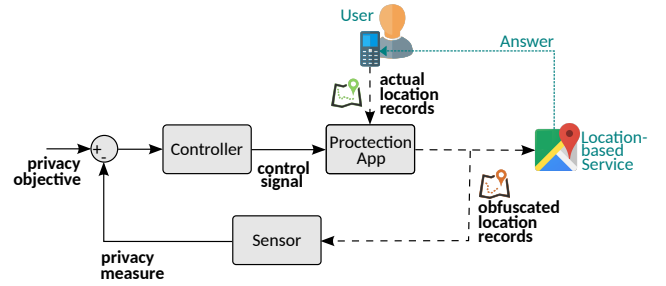 User
Answer
actual
location
records
+
-
Controller
Proctection
App
Location-
based
Service
privacy
objective
control
signal
obfuscated
location
records
Sensor
privacy
measure